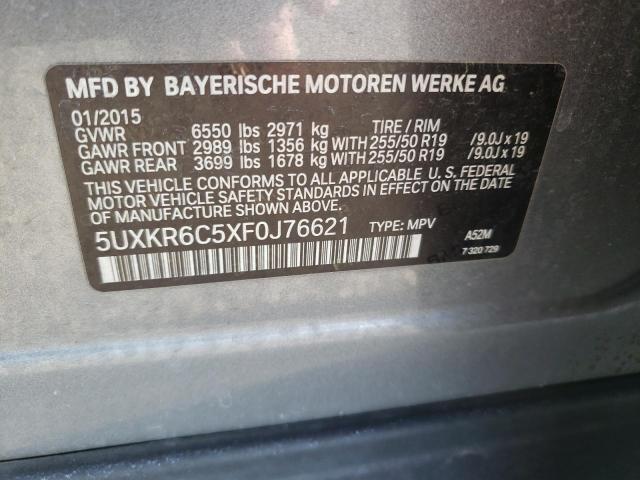 MFD BY BAYERISCHE MOTOREN WERKE AG
01/2015 TIRE / RIM
GVWR 6550 lbs 2971 kg
GAWR FRONT 2989 lbs 1356 kg WITH 255/50 R19 /9.0J x 19
GAWR REAR 3699 lbs 1678 kg WITH 255/50 R19 /9.0J x 19
THIS VEHICLE CONFORMS TO ALL APPLICABLE U. S. FEDERAL
MOTOR VEHICLE SAFETY STANDARDS IN EFFECT ON THE DATE
OF MANUFACTURE SHOWN ABOVE.
5UXKR6C5XF0J76621 TYPE: MPV A52M
7 320 729